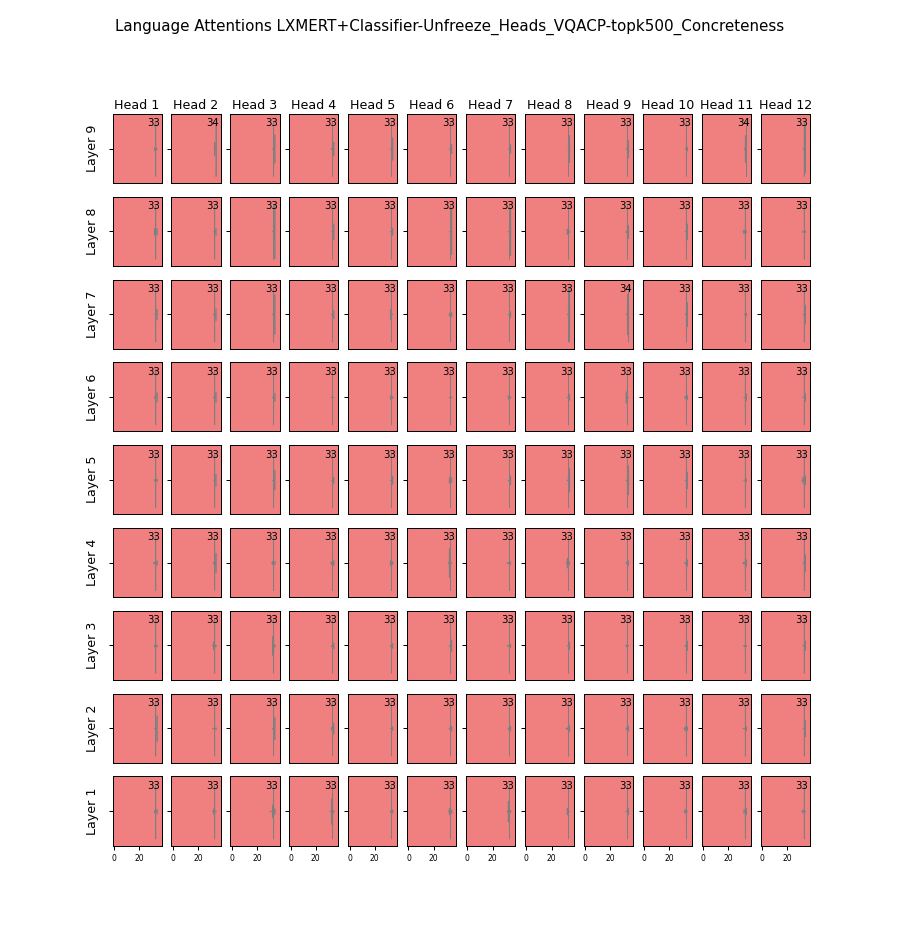 Language Attentions LXMERT+Classifier-Unfreeze_Heads_VQACP-topk500_Concreteness
Head 1 Head 2 Head 3 Head 4 Head 5 Head 6 Head 7 Head 8 Head 9 Head 10 Head 11 Head 12
Layer 9 33 34 33 33 33 33 33 33 33 33 34 33
Layer 8 33 33 33 33 33 33 33 33 33 33 33 33
Layer 7 33 33 33 33 33 33 33 33 34 33 33 33
Layer 6 33 33 33 33 33 33 33 33 33 33 33 33
Layer 5 33 33 33 33 33 33 33 33 33 33 33 33
Layer 4 33 33 33 33 33 33 33 33 33 33 33 33
Layer 3 33 33 33 33 33 33 33 33 33 33 33 33
Layer 2 33 33 33 33 33 33 33 33 33 33 33 33
Layer 1 33 33 33 33 33 33 33 33 33 33 33 33
0 20 0 20 0 20 0 20 0 20 0 20 0 20 0 20 0 20 0 20 0 20 0 20